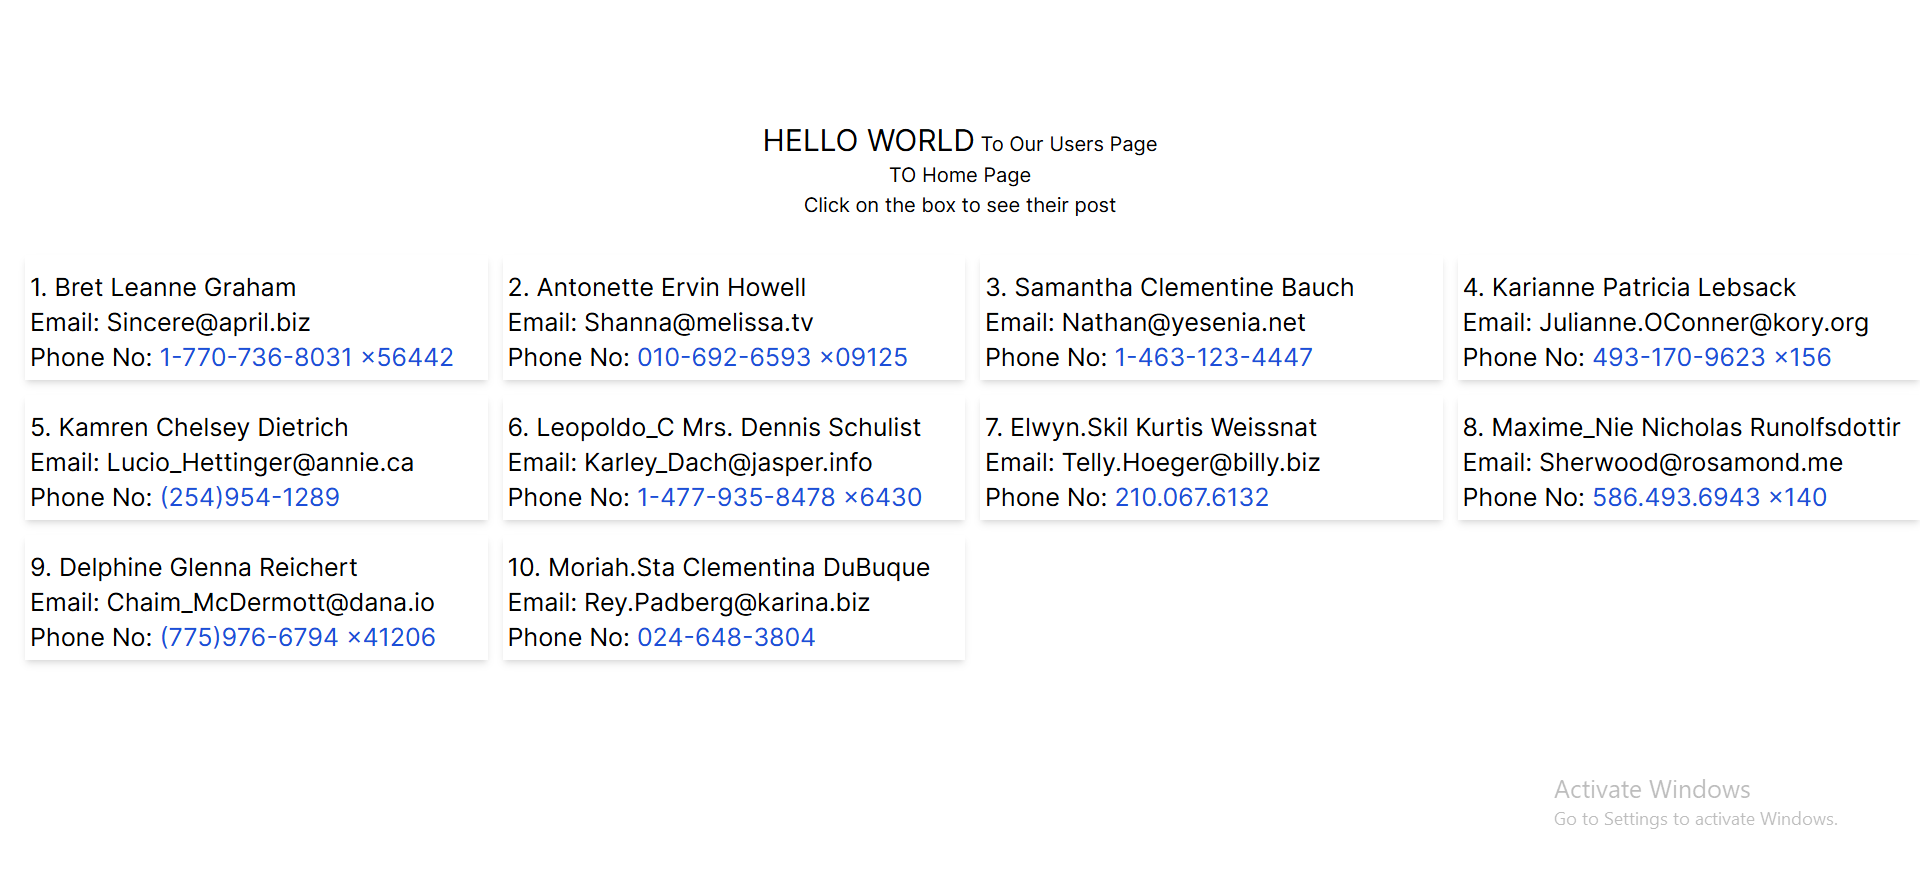 HELLO WORLD To Our Users Page
TO Home Page
Click on the box to see their post
1. Bret Leanne Graham
Email: Sincere@april.biz
Phone No: 1-770-736-8031 x56442
2. Antonette Ervin Howell
Email: Shanna@melissa.tv
Phone No: 010-692-6593 x09125
3. Samantha Clementine Bauch
Email: Nathan@yesenia.net
Phone No: 1-463-123-4447
4. Karianne Patricia Lebsack
Email: Julianne.OConner@kory.org
Phone No: 493-170-9623 x156
5. Kamren Chelsey Dietrich
Email: Lucio_Hettinger@annie.ca
Phone No: (254)954-1289
6. Leopoldo_C Mrs. Dennis Schulist
Email: Karley_Dach@jasper.info
Phone No: 1-477-935-8478 x6430
7. Elwyn.Skil Kurtis Weissnat
Email: Telly.Hoeger@billy.biz
Phone No: 210.067.6132
8. Maxime_Nie Nicholas Runolfsdottir
Email: Sherwood@rosamond.me
Phone No: 586.493.6943 x140
9. Delphine Glenna Reichert
Email: Chaim_McDermott@dana.io
Phone No: (775)976-6794 x41206
10. Moriah.Sta Clementina DuBuque
Email: Rey.Padberg@karina.biz
Phone No: 024-648-3804
Activate Windows
Go to Settings to activate Windows.